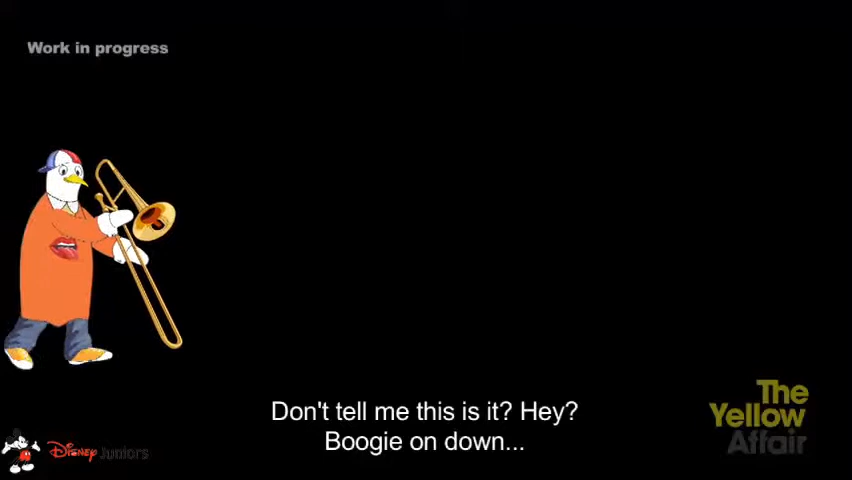 Work in progress
Don't tell me this is it? Hey?
Boogie on down...
The
Yellow
Affair
Disney Juniors